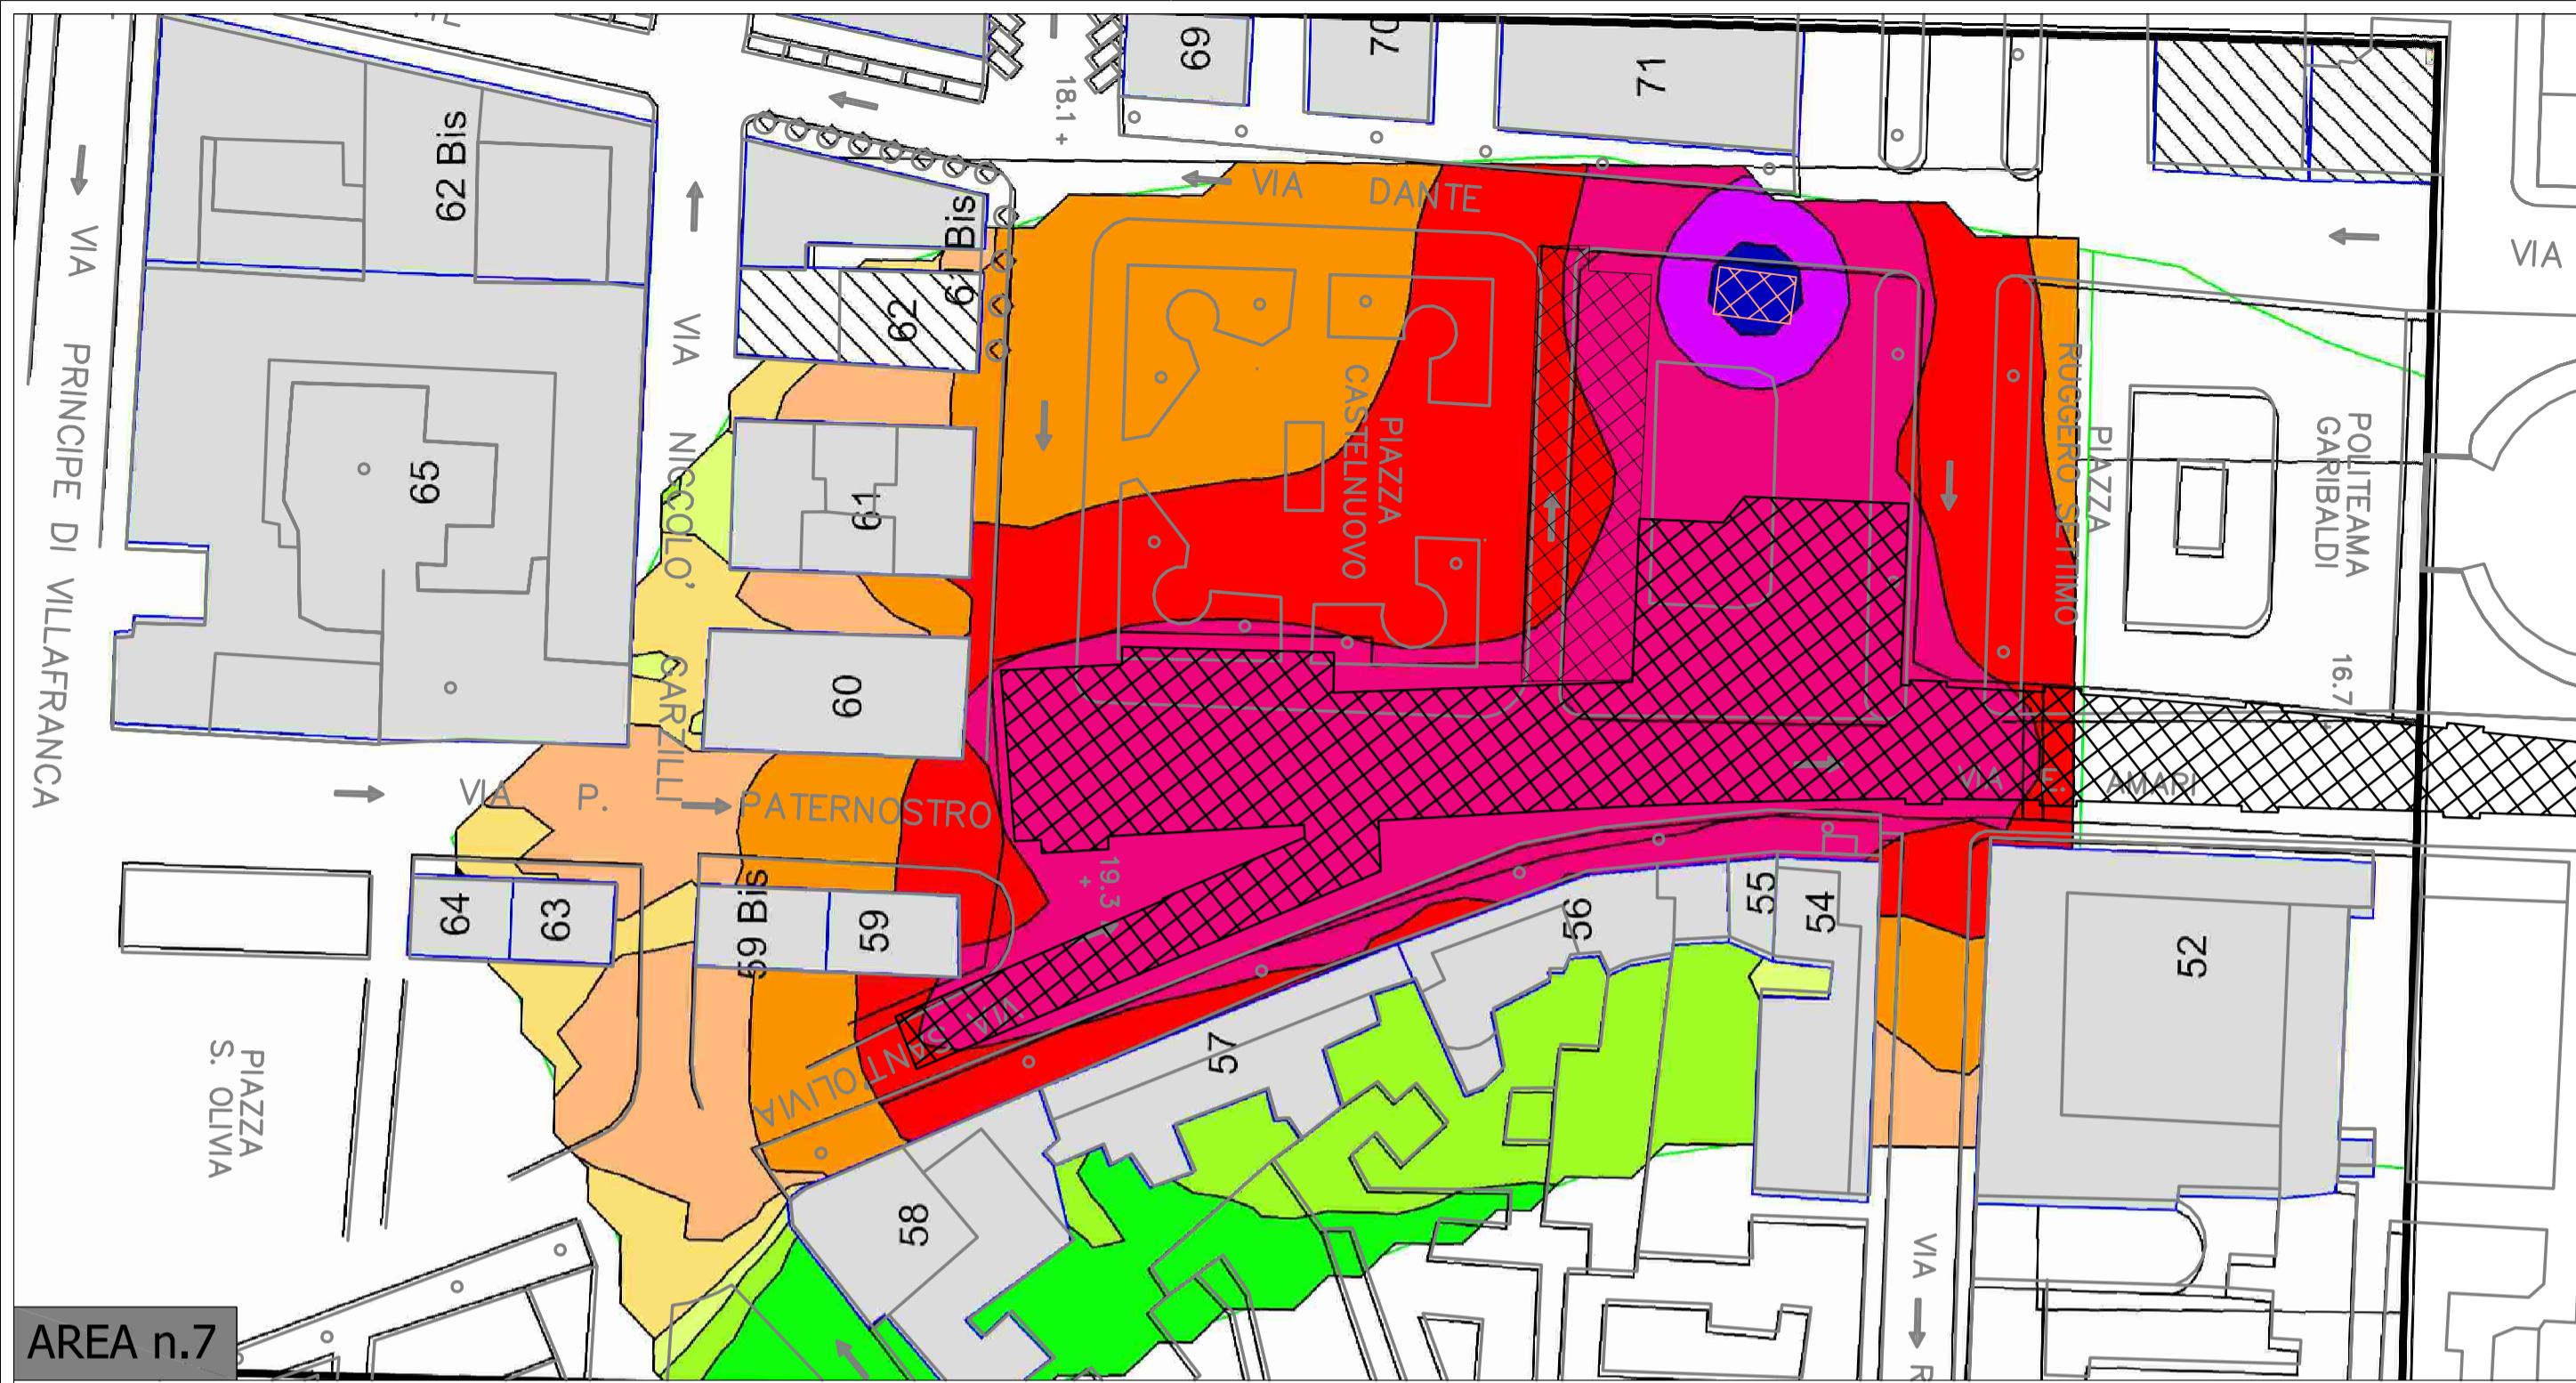 69
70
71
18.1 +
62 Bis
VIA DANTE
Bis
6
62
VIA
VIA PRINCIPE DI VILLAFRANCA
VIA NICCOLO' GARZILLI
65
61
60
PIAZZA
CASTELNUOVO
PIAZZA
RUGGERO SETTIMO
POLITEAMA
GARIBALDI
16.7
VIA P. PATERNOSTRO
VIA E. AMARI
64
63
59 Bis
59
19.3
+
56
55
54
52
VIA SANT'OLIVIA
57
58
PIAZZA
S. OLIVIA
VIA
R
AREA n.7